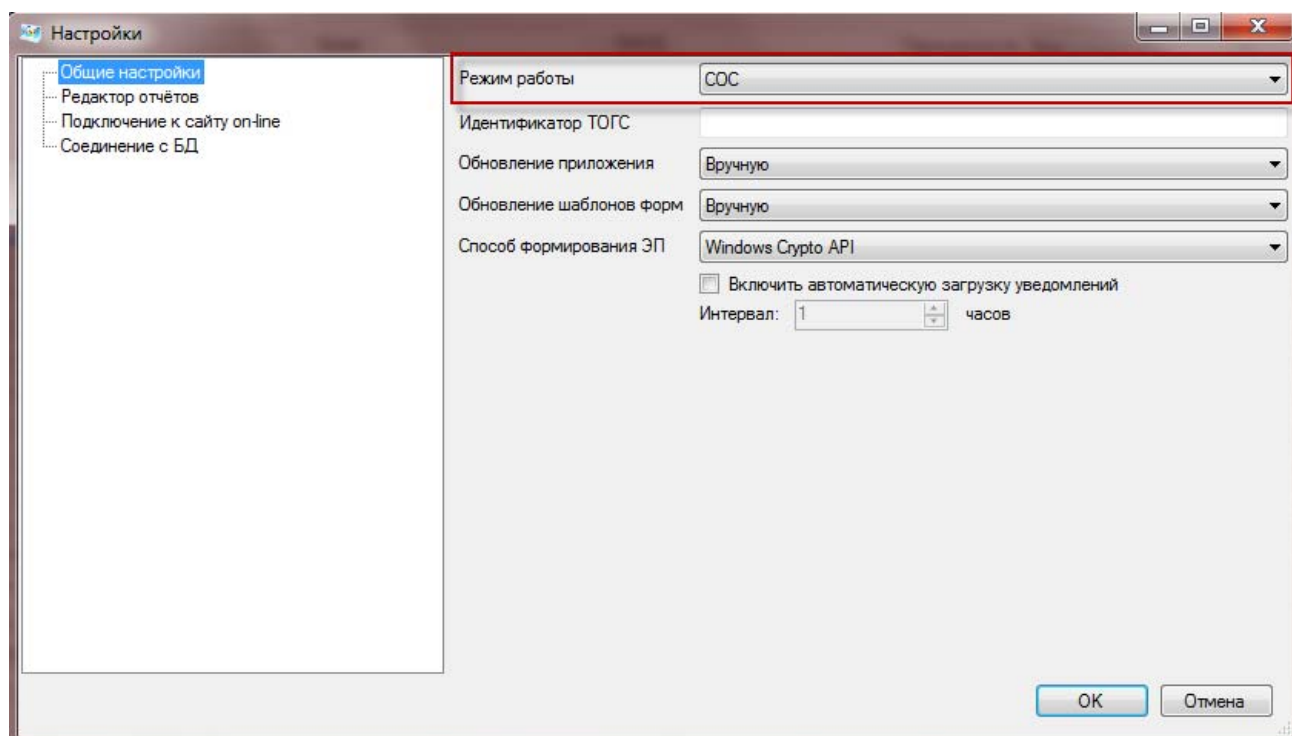 Настройки
Общие настройки
Редактор отчётов
Подключение к сайту on-line
Соединение с БД
Режим работы СОС
Идентификатор ТОГС
Обновление приложения Вручную
Обновление шаблонов форм Вручную
Способ формирования ЭП Windows Crypto API
Включить автоматическую загрузку уведомлений
Интервал: 1 часов
OK Отмена